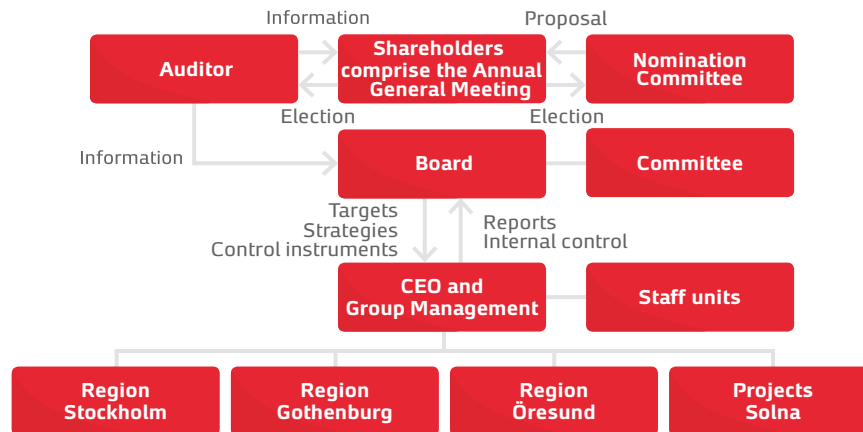 Information
Proposal
Auditor
Shareholders
comprise the Annual
General Meeting
Nomination
Committee
Election
Election
Information
Board
Committee
Targets
Strategies
Control instruments
Reports
Internal control
CEO and
Group Management
Staff units
Region
Stockholm
Region
Gothenburg
Region
Öresund
Projects
Solna